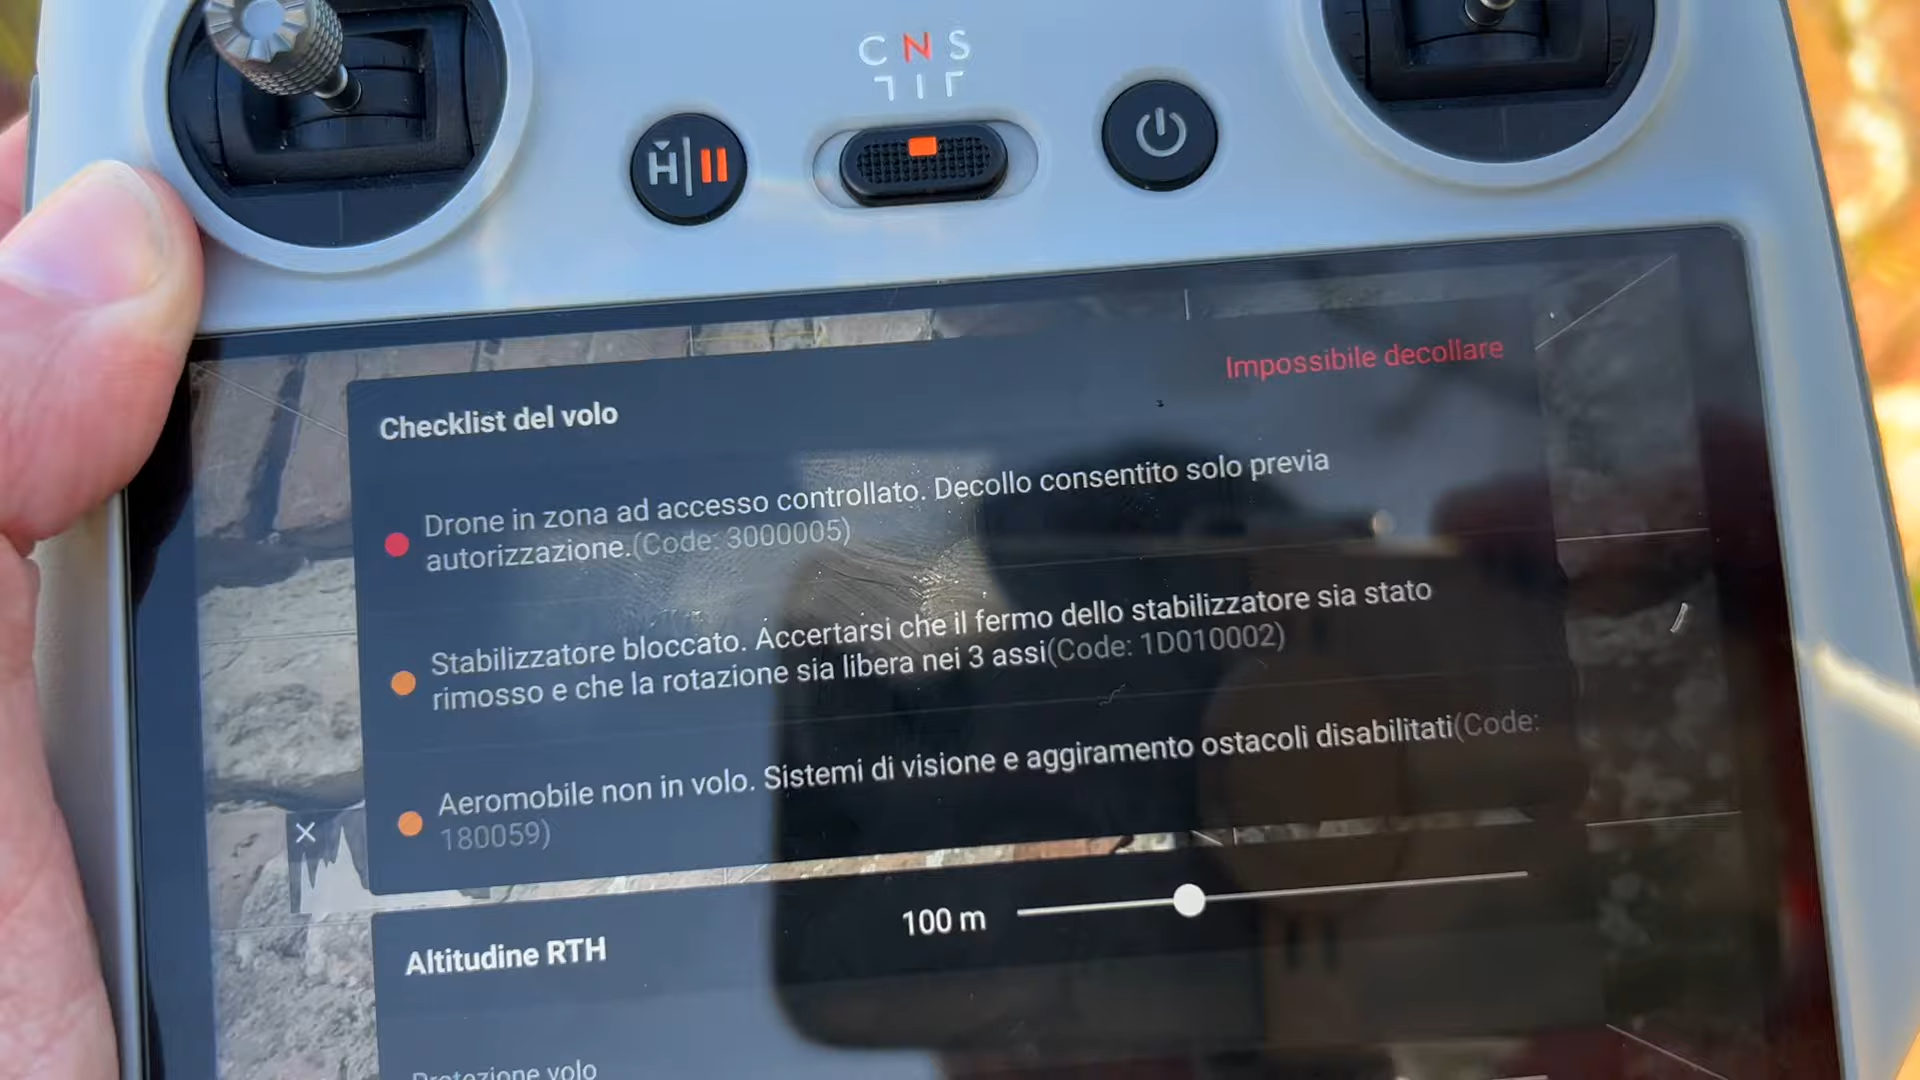 C N S
H
Impossibile decollare
Checklist del volo
Drone in zona ad accesso controllato. Decollo consentito solo previa
autorizzazione.(Code: 3000005)
Stabilizzatore bloccato. Accertarsi che il fermo dello stabilizzatore sia stato
rimosso e che la rotazione sia libera nei 3 assi(Code: 1D010002)
Aeromobile non in volo. Sistemi di visione e aggiramento ostacoli disabilitati(Code:
180059)
100 m
Altitudine RTH
Protezione volo